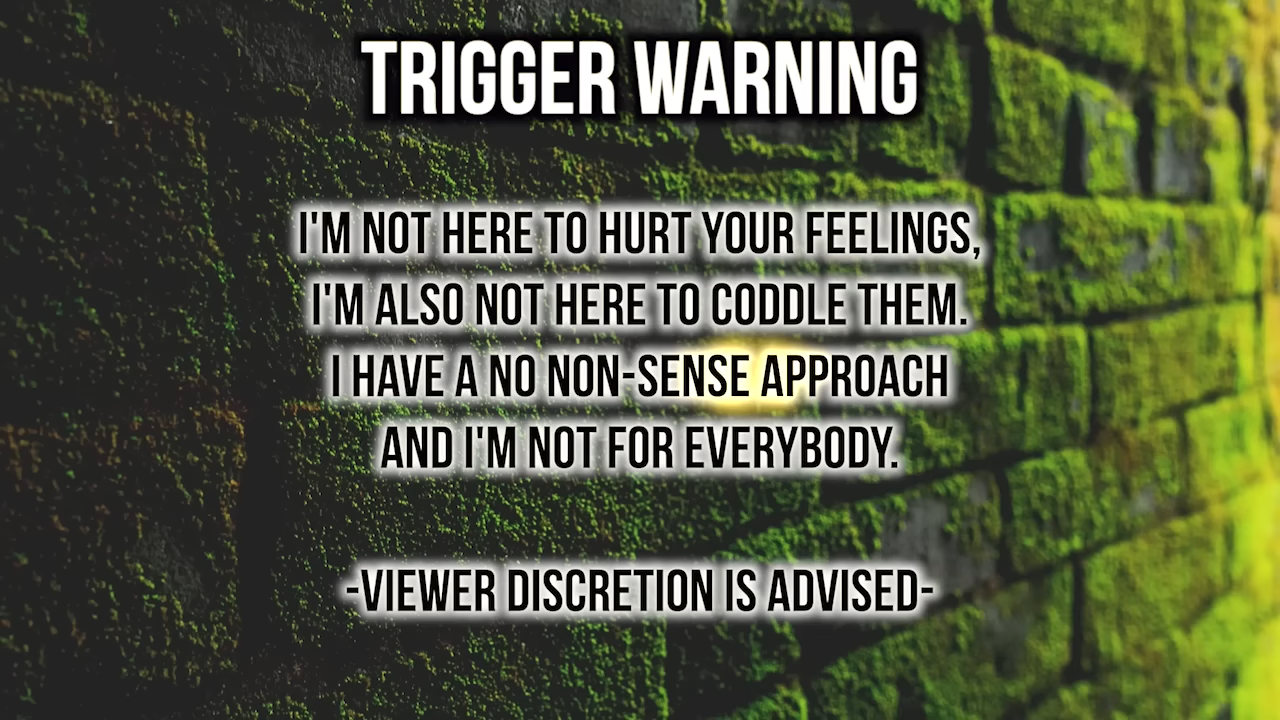 TRIGGER WARNING
I'M NOT HERE TO HURT YOUR FEELINGS,
I'M ALSO NOT HERE TO CODDLE THEM.
I HAVE A NO NON-SENSE APPROACH
AND I'M NOT FOR EVERYBODY.
-VIEWER DISCRETION IS ADVISED-